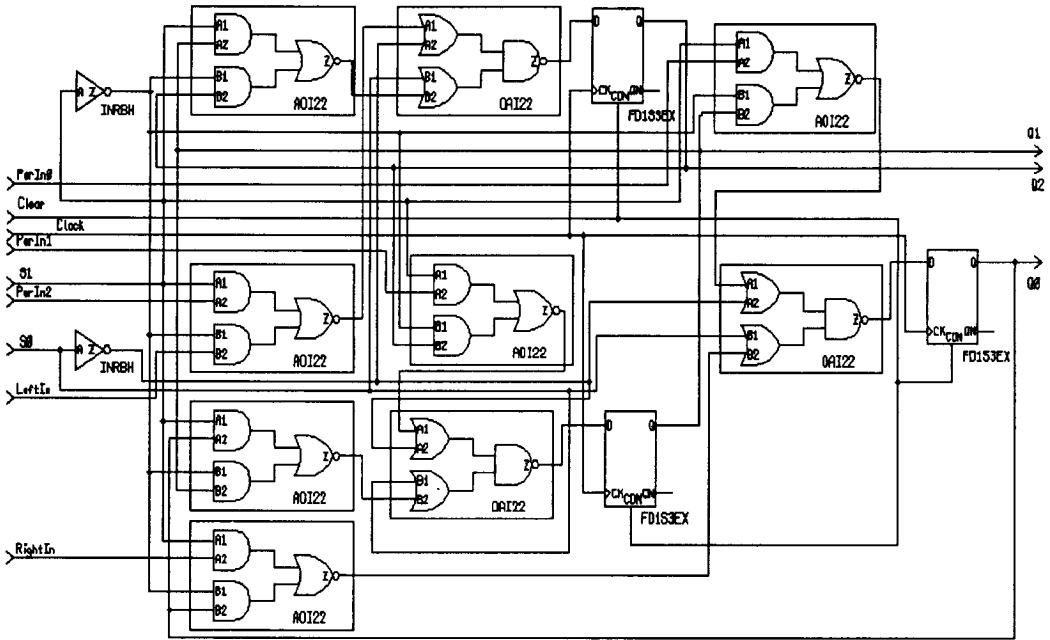 A1
A2
B1
B2
Z
AOI22
A1
A2
B1
B2
Z
OAI22
D
Q
CK
CDN
QN
FD1S3EX
A1
A2
B1
B2
Z
AOI22
A Z
INRBH
Q1
Q2
ParIn0
Clear
Clock
ParIn1
S1
ParIn2
S0
LeftIn
RightIn
A1
A2
B1
B2
Z
AOI22
A1
A2
B1
B2
Z
AOI22
A1
A2
B1
B2
Z
OAI22
D
Q
CK
CDN
QN
FD1S3EX
Q0
A Z
INRBH
A1
A2
B1
B2
Z
AOI22
A1
A2
B1
B2
Z
OAI22
D
Q
CK
CDN
QN
FD1S3EX
A1
A2
B1
B2
Z
AOI22